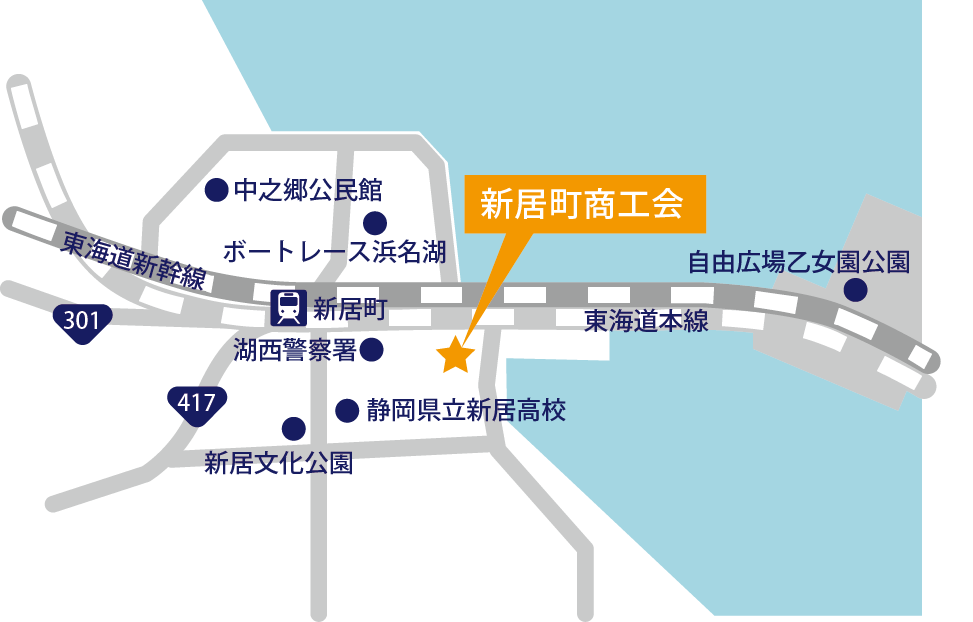 中之郷公民館
新居町商工会
ボートレース浜名湖
東海道新幹線
自由広場乙女園公園
新居町
301
東海道本線
湖西警察署
417
静岡県立新居高校
新居文化公園